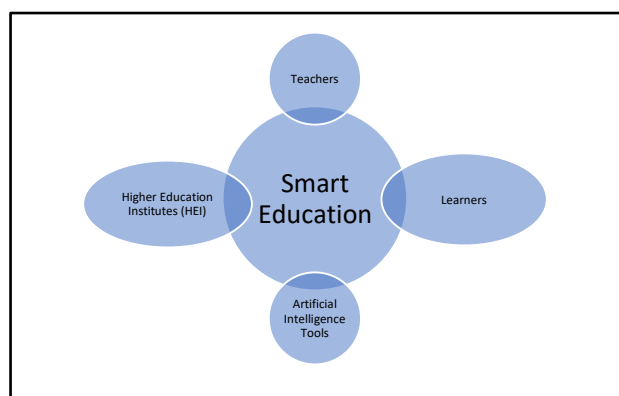 Teachers
Higher Education
Institutes (HEI)
Smart
Education
Learners
Artificial
Intelligence
Tools